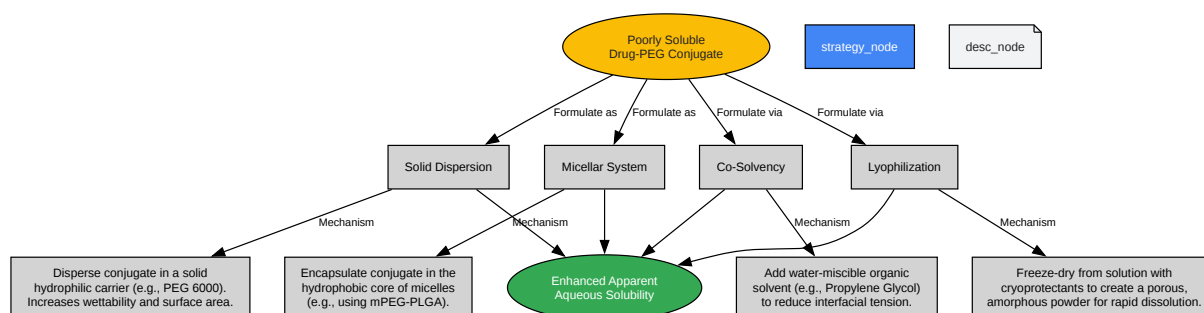 Poorly Soluble
Drug-PEG Conjugate
strategy_node
desc_node
Formulate as
Formulate as
Formulate via
Formulate via
Solid Dispersion
Micellar System
Co-Solvency
Lyophilization
Mechanism
Mechanism
Mechanism
Mechanism
Disperse conjugate in a solid
hydrophilic carrier (e.g., PEG 6000).
Increases wettability and surface area.
Encapsulate conjugate in the
hydrophobic core of micelles
(e.g., using mPEG-PLGA).
Enhanced Apparent
Aqueous Solubility
Add water-miscible organic
solvent (e.g., Propylene Glycol)
to reduce interfacial tension.
Freeze-dry from solution with
cryoprotectants to create a porous,
amorphous powder for rapid dissolution.